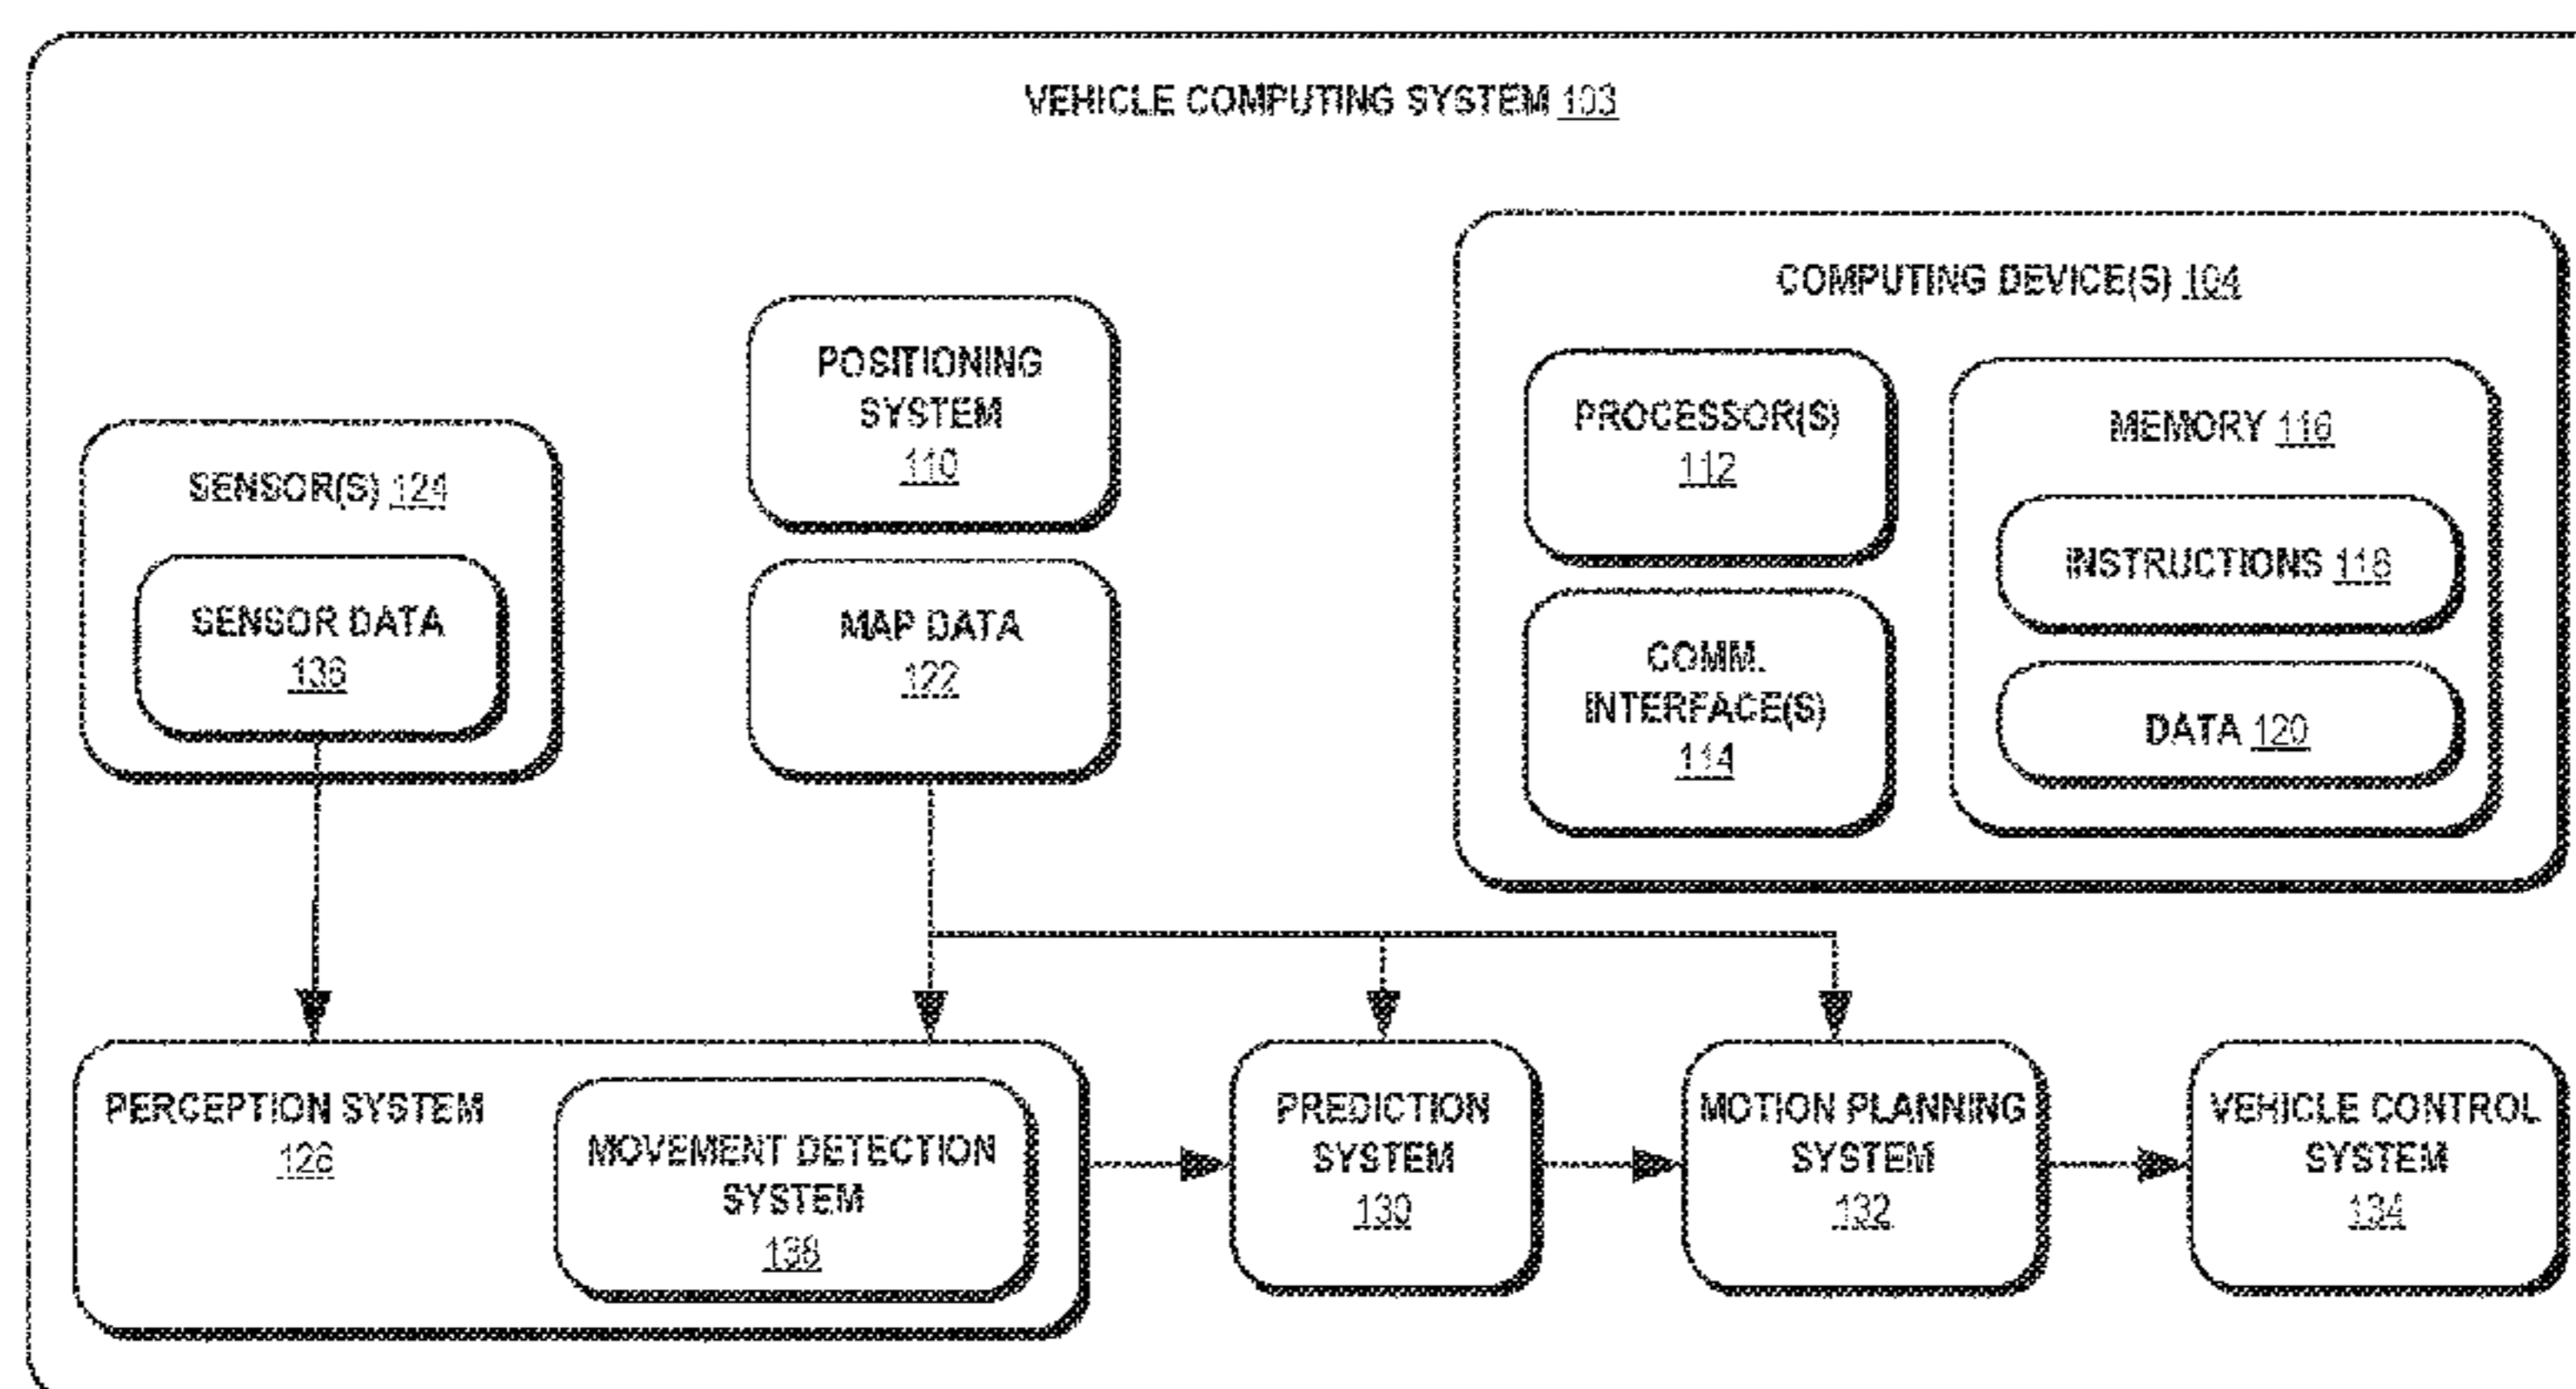 VEHICLE COMPUTING SYSTEM 103
COMPUTING DEVICE(S) 104
POSITIONING
SYSTEM
110
PROCESSOR(S)
112
MEMORY 116
SENSOR(S) 124
INSTRUCTIONS 118
SENSOR DATA
136
MAP DATA
122
COMM.
INTERFACE(S)
114
DATA 120
PERCEPTION SYSTEM
126
MOVEMENT DETECTION
SYSTEM
138
PREDICTION
SYSTEM
130
MOTION PLANNING
SYSTEM
132
VEHICLE CONTROL
SYSTEM
134